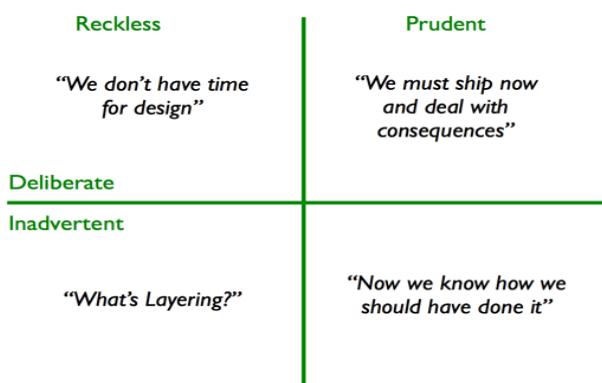 Reckless
Prudent
“We don’t have time
for design”
“We must ship now
and deal with
consequences”
Deliberate
Inadvertent
“What’s Layering?”
“Now we know how we
should have done it”